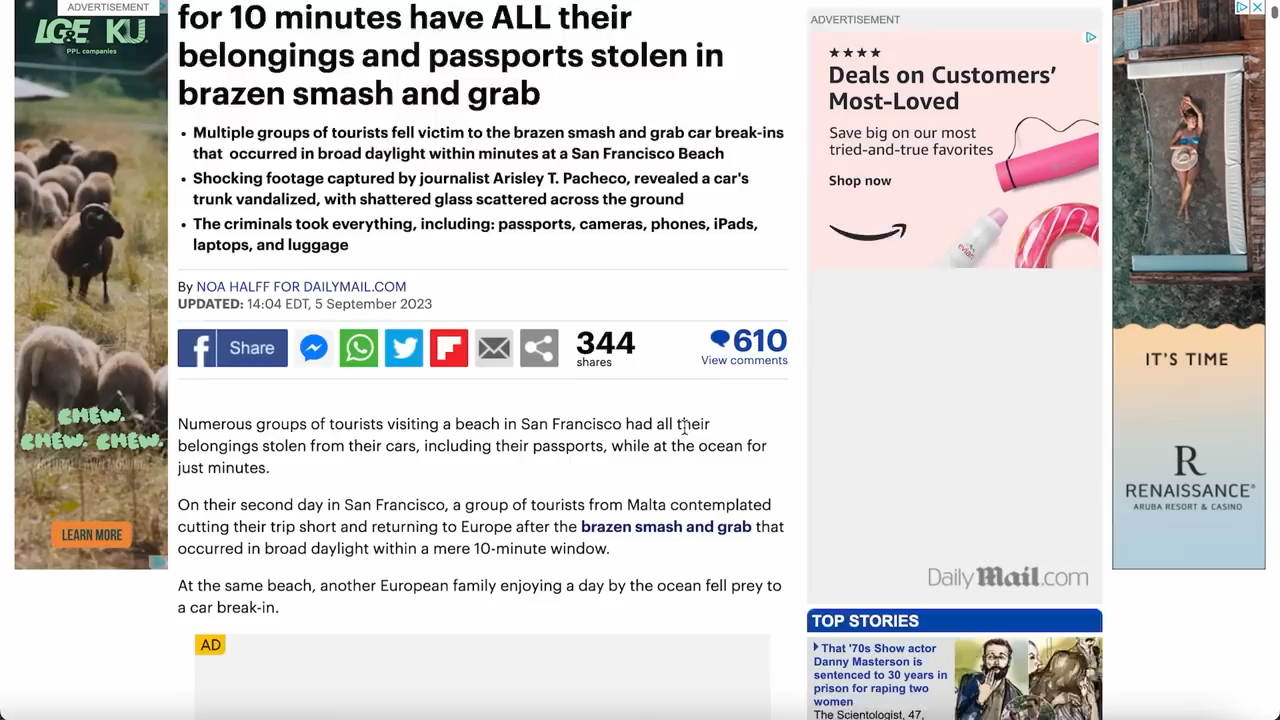 ADVERTISEMENT
LG&E KU
PPL companies
CHEW.
CHEW. CHEW.
LEARN MORE
for 10 minutes have ALL their
belongings and passports stolen in
brazen smash and grab
• Multiple groups of tourists fell victim to the brazen smash and grab car break-ins
that occurred in broad daylight within minutes at a San Francisco Beach
• Shocking footage captured by journalist Arisley T. Pacheco, revealed a car's
trunk vandalized, with shattered glass scattered across the ground
• The criminals took everything, including: passports, cameras, phones, iPads,
laptops, and luggage
By NOA HALFF FOR DAILYMAIL.COM
UPDATED: 14:04 EDT, 5 September 2023
f Share
344
shares
610
View comments
Numerous groups of tourists visiting a beach in San Francisco had all their
belongings stolen from their cars, including their passports, while at the ocean for
just minutes.
On their second day in San Francisco, a group of tourists from Malta contemplated
cutting their trip short and returning to Europe after the brazen smash and grab that
occurred in broad daylight within a mere 10-minute window.
At the same beach, another European family enjoying a day by the ocean fell prey to
a car break-in.
AD
ADVERTISEMENT
Deals on Customers'
Most-Loved
Save big on our most
tried-and-true favorites
Shop now
evian
DailyMail.com
TOP STORIES
That '70s Show actor
Danny Masterson is
sentenced to 30 years in
prison for raping two
women
The Scientologist, 47,
IT'S TIME
R
RENAISSANCE®
ARUBA RESORT & CASINO